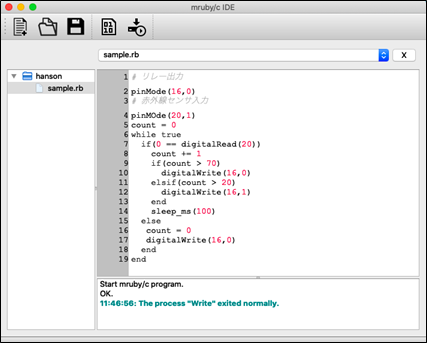 mruby/c IDE
sample.rb
X
hanson
sample.rb
1 # リレー出力
2 pinMode(16,0)
3 # 赤外線センサ入力
4 pinMOde(20,1)
5 count = 0
6 while true
7 if(0 == digitalRead(20))
8 count += 1
9 if(count > 70)
10 digitalWrite(16,0)
11 elsif(count > 20)
12 digitalWrite(16,1)
13 end
14 sleep_ms(100)
15 else
16 count = 0
17 digitalWrite(16,0)
18 end
19 end
Start mruby/c program.
OK.
11:46:56: The process "Write" exited normally.